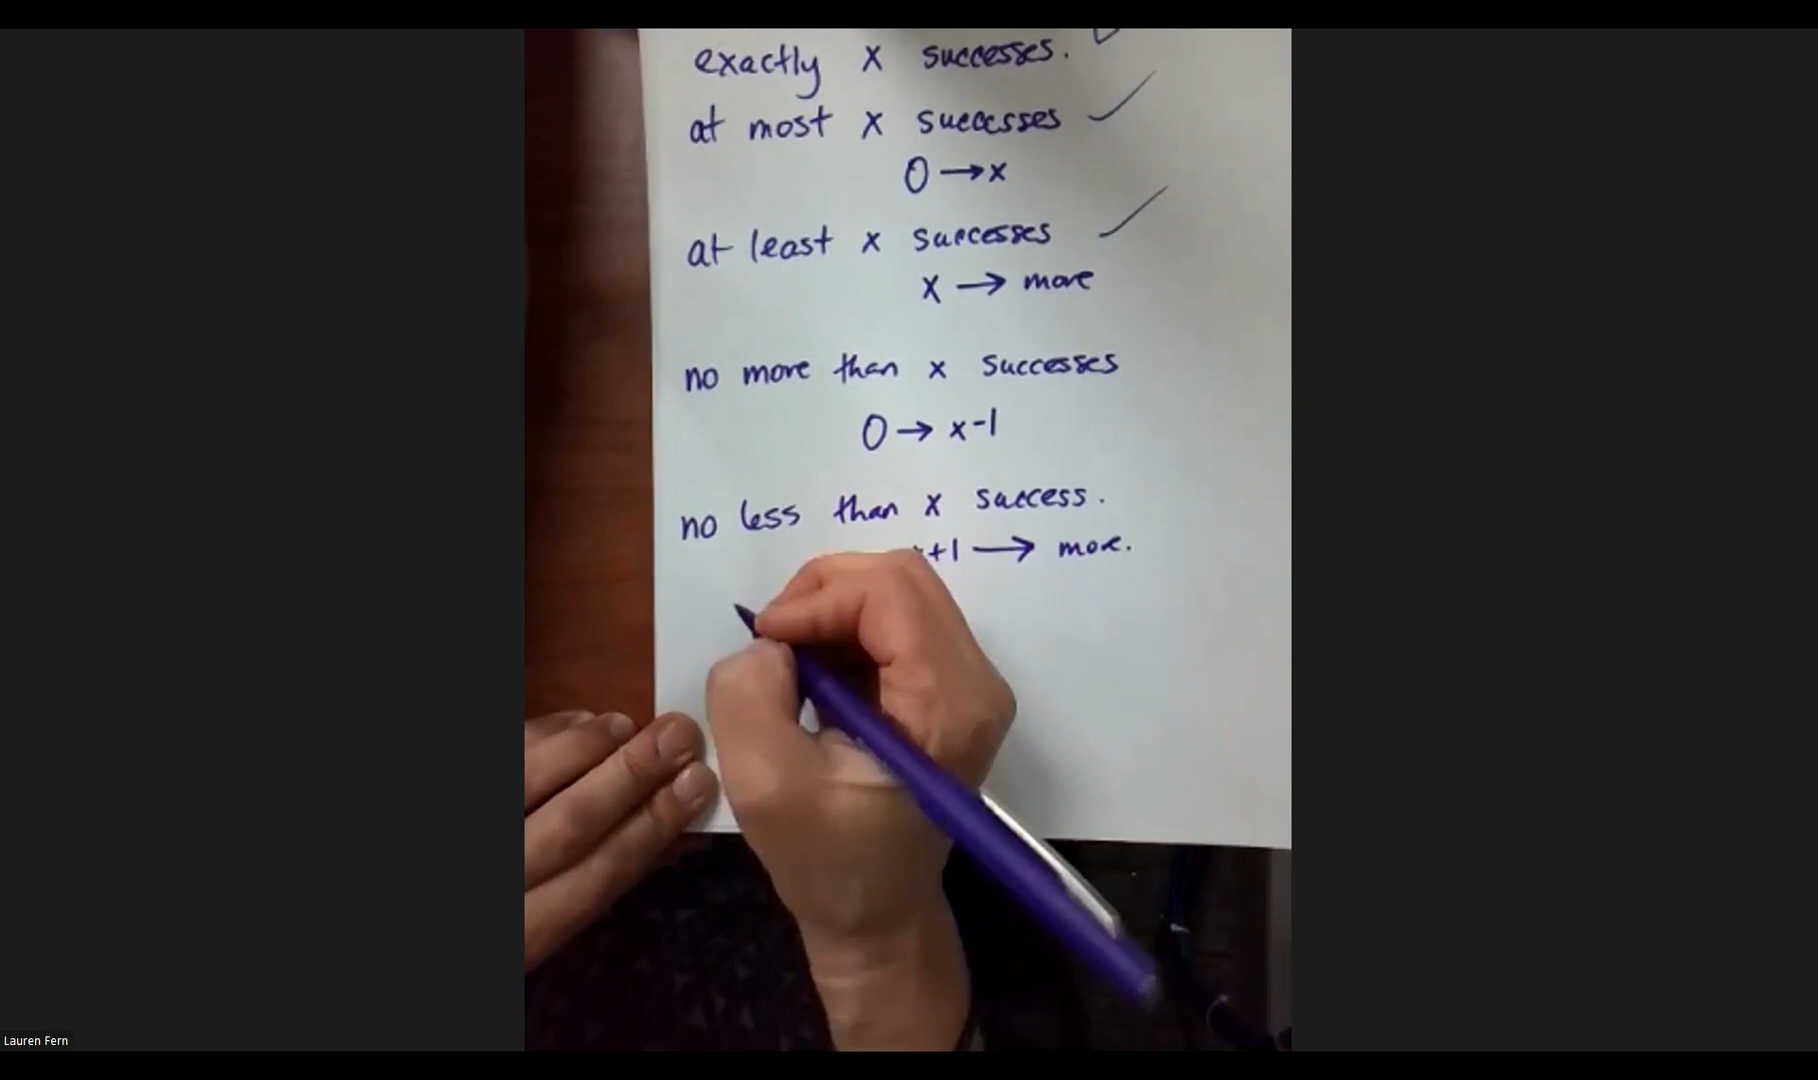 exactly x successes.
at most x successes
0 → x
at least x successes
x → more
no more than x successes
0 → x-1
no less than x success.
+1 → more.
Lauren Fern